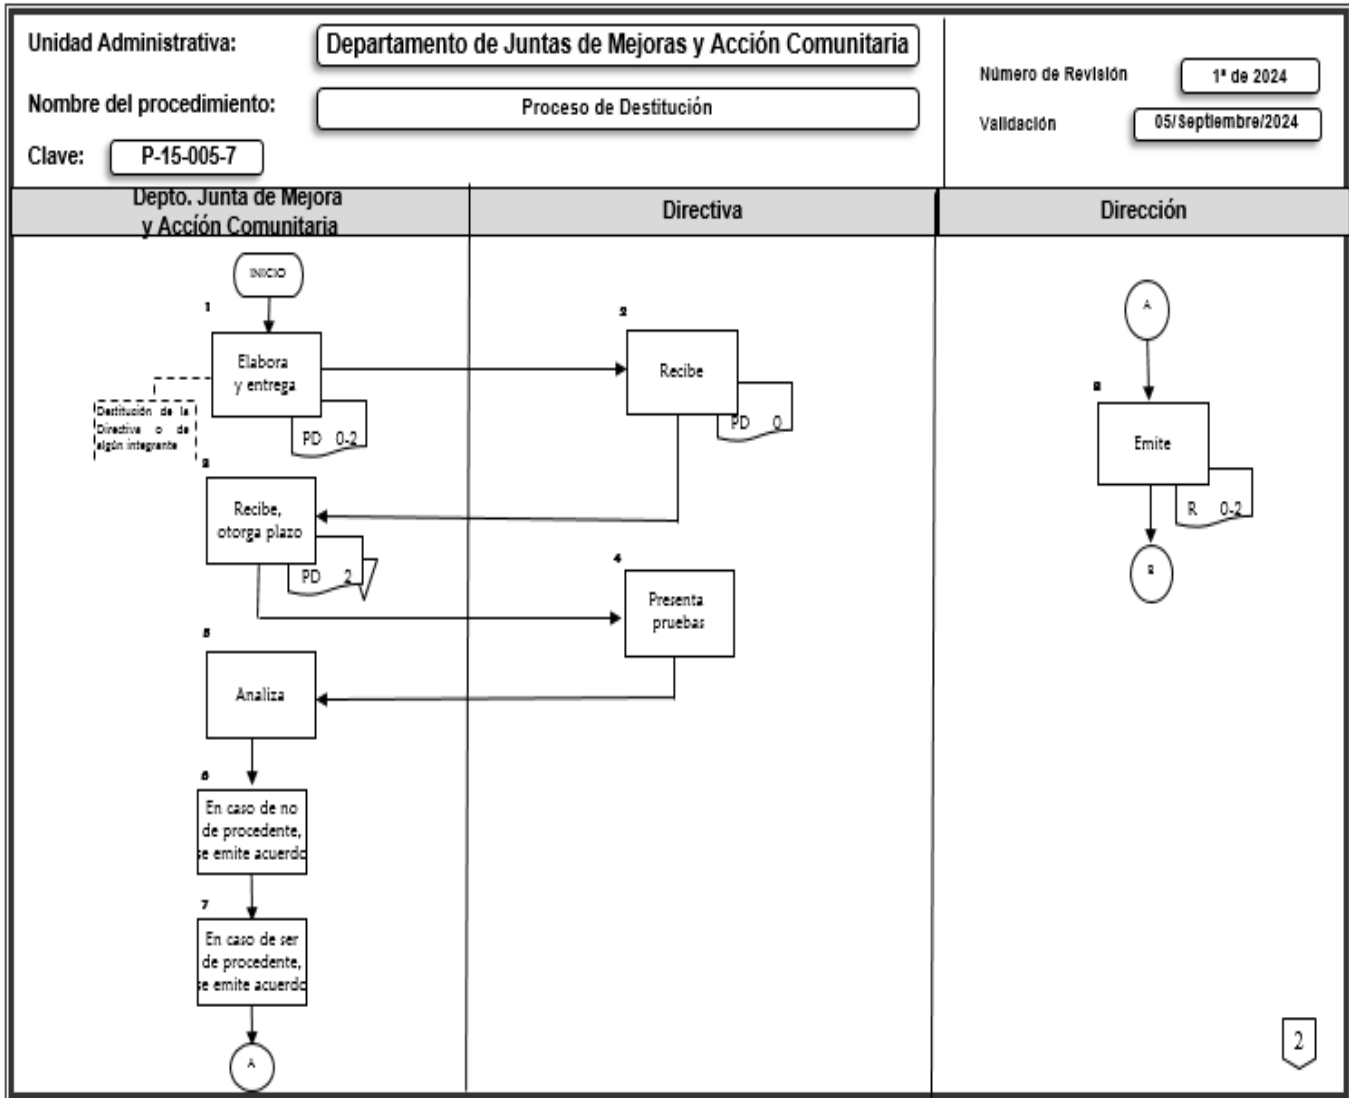 Unidad Administrativa:
Departamento de Juntas de Mejoras y Acción Comunitaria
Nombre del procedimiento:
Proceso de Destitución
Clave:
P-15-005-7
Número de Revisión
1ª de 2024
Validación
05/Septiembre/2024
Depto. Junta de Mejora
y Acción Comunitaria
Directiva
Dirección
INICIO
1
Elabora
y entrega
PD 0-2
Destitución de la
Directiva o de
algún integrante
2
Recibe
PD 0
3
Recibe,
otorga plazo
PD 2
4
Presenta
pruebas
5
Analiza
6
En caso de no
de procedente,
se emite acuerdo
7
En caso de ser
de procedente,
se emite acuerdo
A
A
8
Emite
R 0-2
B
2